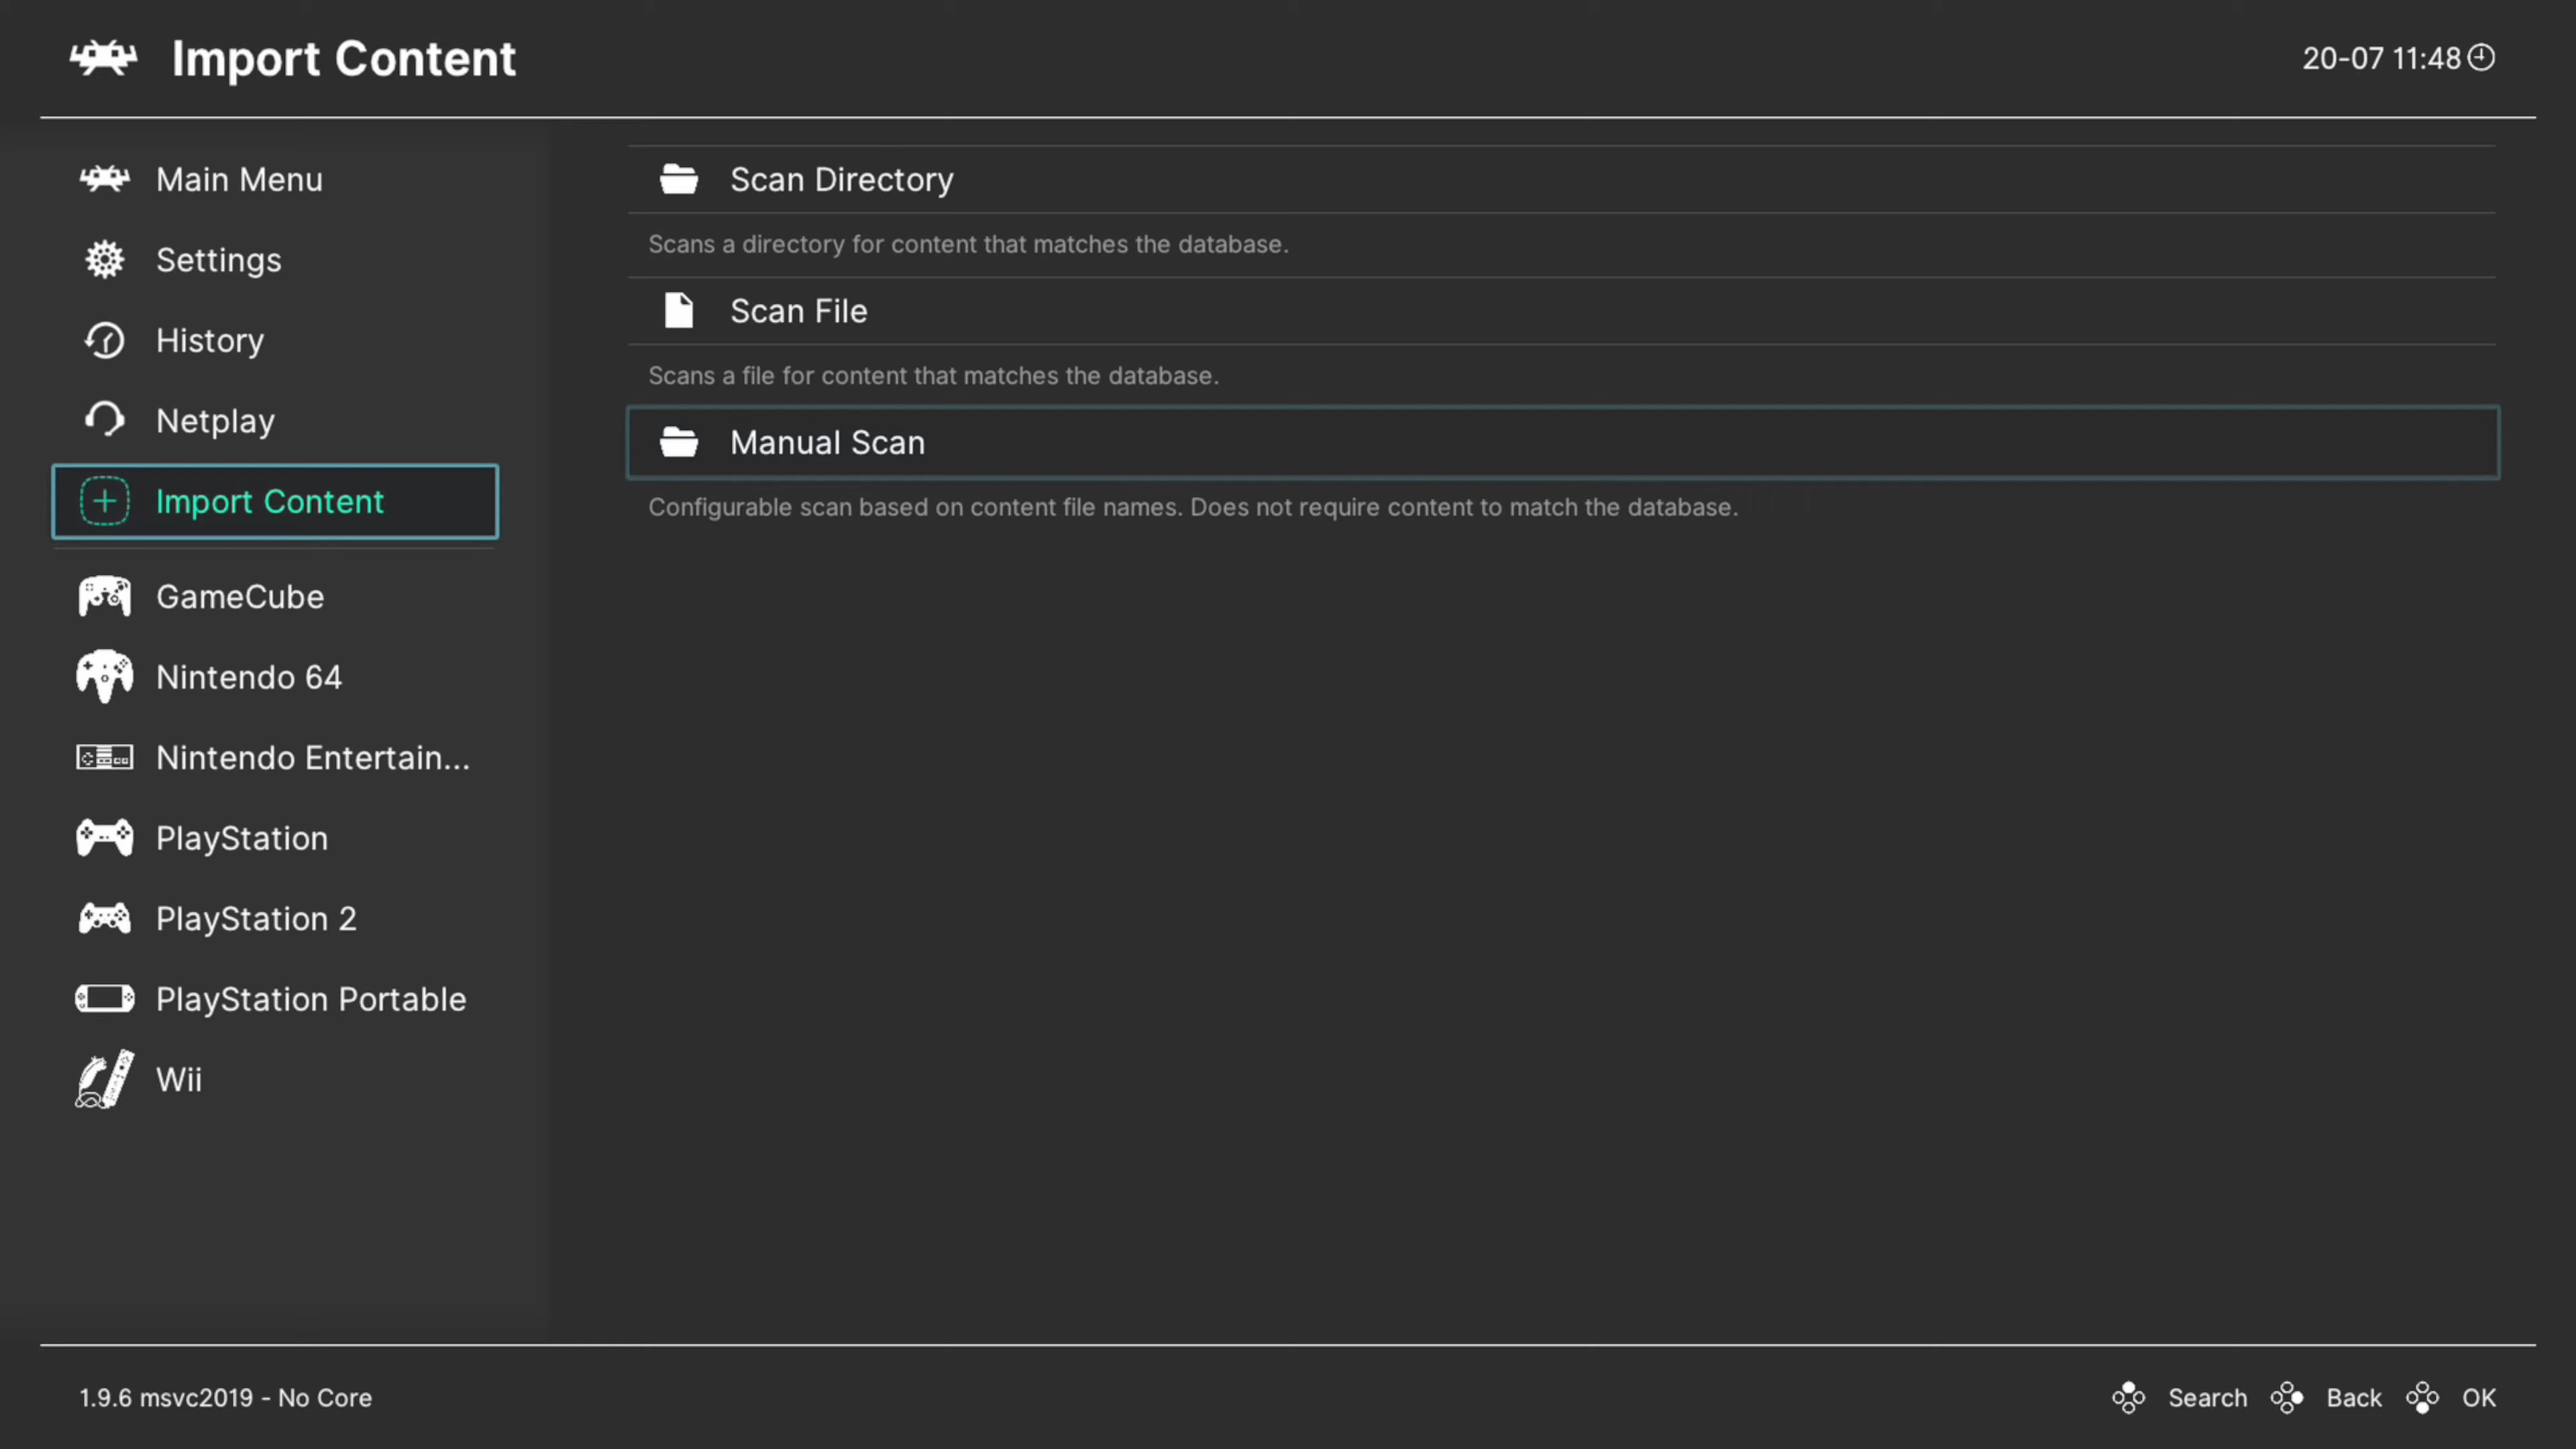 Import Content
20-07 11:48
Main Menu
Settings
History
Netplay
Import Content
GameCube
Nintendo 64
Nintendo Entertain...
PlayStation
PlayStation 2
PlayStation Portable
Wii
Scan Directory
Scans a directory for content that matches the database.
Scan File
Scans a file for content that matches the database.
Manual Scan
Configurable scan based on content file names. Does not require content to match the database.
1.9.6 msvc2019 - No Core
Search Back OK